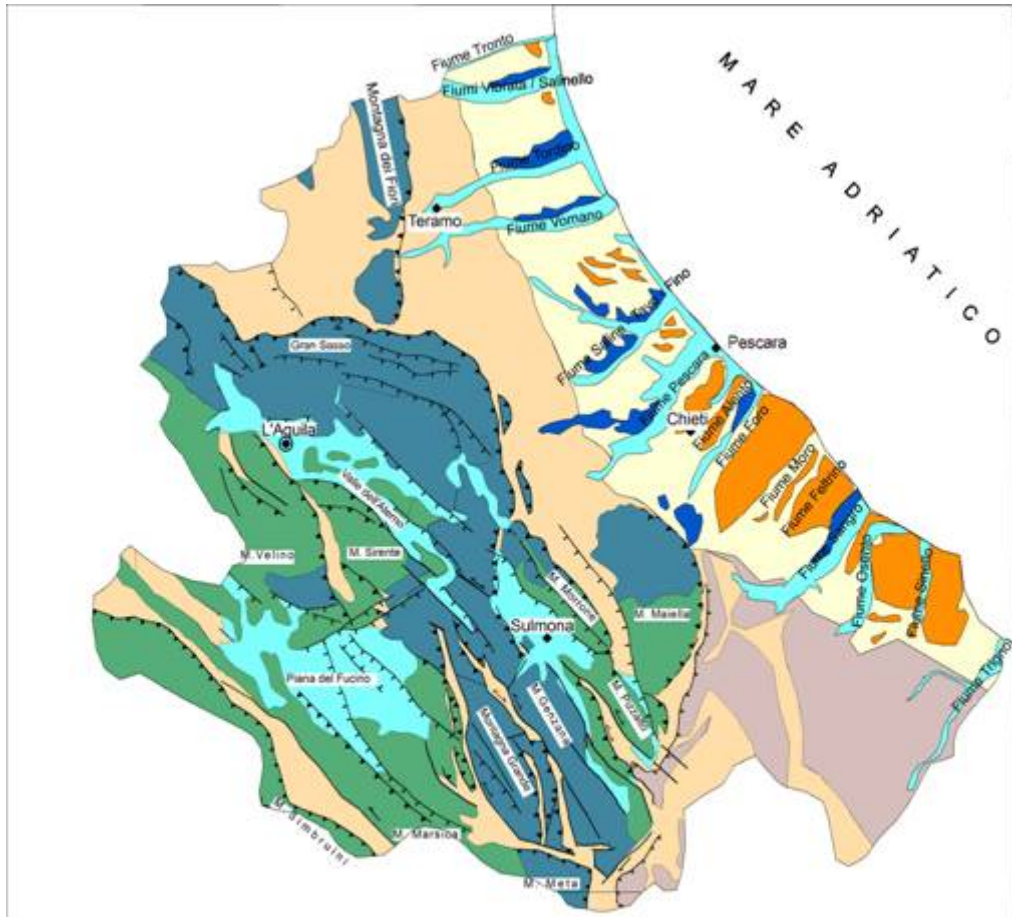 Fiume Tronto
MARE ADRIATICO
Fiumi Vibrata / Salinello
Montagna dei Fiori
Fiume Tordino
Teramo
Fiume Vomano
Fiume Saline / Tavo / Fino
Gran Sasso
Pescara
Fiume Pescara
Chieti
Fiume Alento
Fiume Foro
L'Aquila
Fiume Moro
Fiume Feltrino
Valle dell'Aterno
Fiume Sangro
M. Velino
M. Sirente
Fiume Osento
Fiume Sinello
M. Morrone
M. Maiella
Sulmona
Piana del Fucino
Fiume Trigno
M. Genzana
M. Pizzalto
Montagna Grande
M. Simbruini
M. Marsica
M. Meta